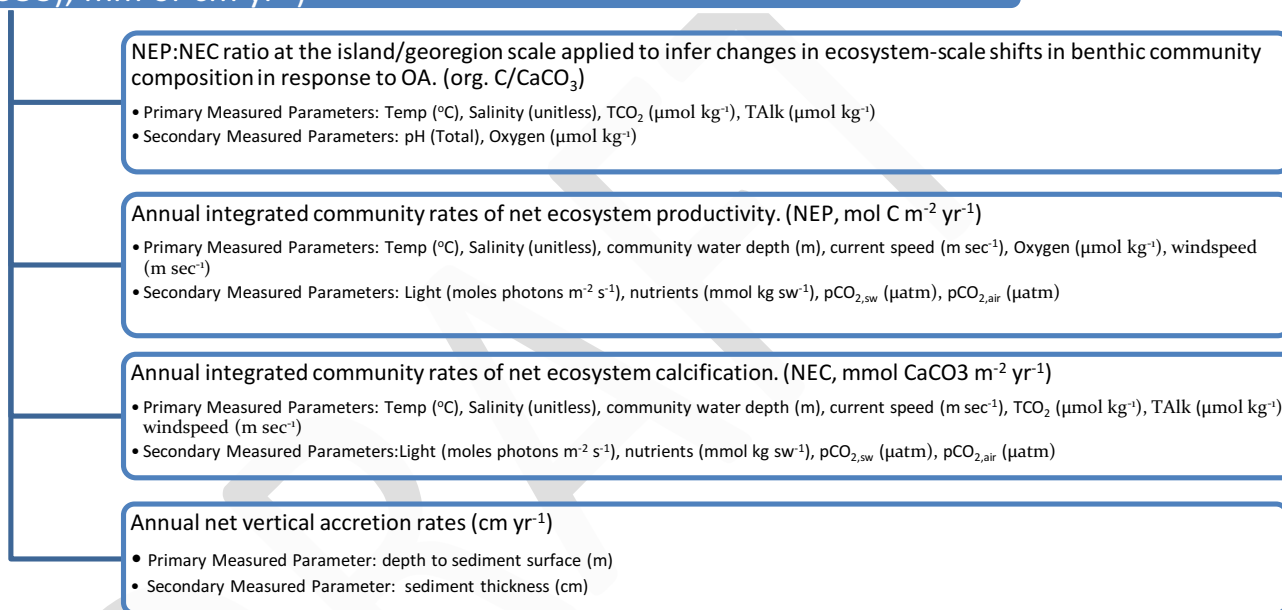 NEP:NEC ratio at the island/georegion scale applied to infer changes in ecosystem-scale shifts in benthic community
composition in response to OA. (org. C/CaCO₃)
• Primary Measured Parameters: Temp (°C), Salinity (unitless), TCO₂ (µmol kg⁻¹), TAlk (µmol kg⁻¹)
• Secondary Measured Parameters: pH (Total), Oxygen (µmol kg⁻¹)
Annual integrated community rates of net ecosystem productivity. (NEP, mol C m⁻² yr⁻¹)
• Primary Measured Parameters: Temp (°C), Salinity (unitless), community water depth (m), current speed (m sec⁻¹), Oxygen (µmol kg⁻¹), windspeed
(m sec⁻¹)
• Secondary Measured Parameters: Light (moles photons m⁻² s⁻¹), nutrients (mmol kg sw⁻¹), pCO₂,sw (µatm), pCO₂,air (µatm)
Annual integrated community rates of net ecosystem calcification. (NEC, mmol CaCO3 m⁻² yr⁻¹)
• Primary Measured Parameters: Temp (°C), Salinity (unitless), community water depth (m), current speed (m sec⁻¹), TCO₂ (µmol kg⁻¹), TAlk (µmol kg⁻¹)
windspeed (m sec⁻¹)
• Secondary Measured Parameters:Light (moles photons m⁻² s⁻¹), nutrients (mmol kg sw⁻¹), pCO₂,sw (µatm), pCO₂,air (µatm)
Annual net vertical accretion rates (cm yr⁻¹)
• Primary Measured Parameter: depth to sediment surface (m)
• Secondary Measured Parameter: sediment thickness (cm)